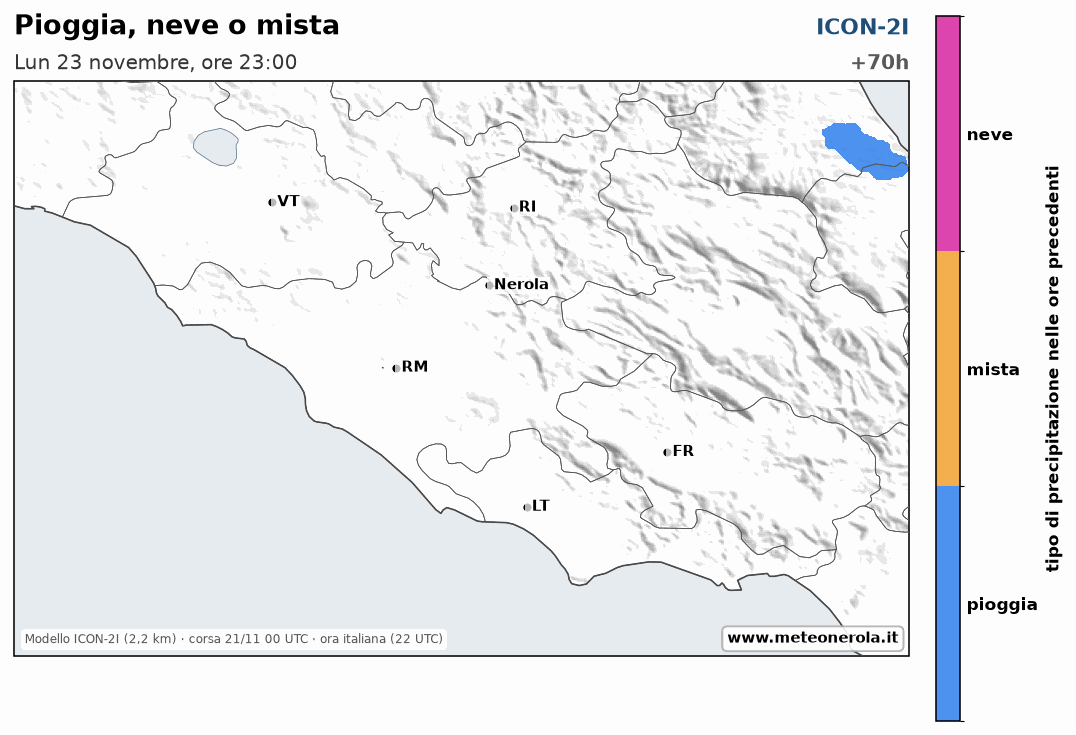 Pioggia, neve o mista
ICON-2I
Lun 23 novembre, ore 23:00
+70h
neve
mista
pioggia
tipo di precipitazione nelle ore precedenti
VT
RI
Nerola
RM
FR
LT
Modello ICON-2I (2,2 km) · corsa 21/11 00 UTC · ora italiana (22 UTC)
www.meteonerola.it